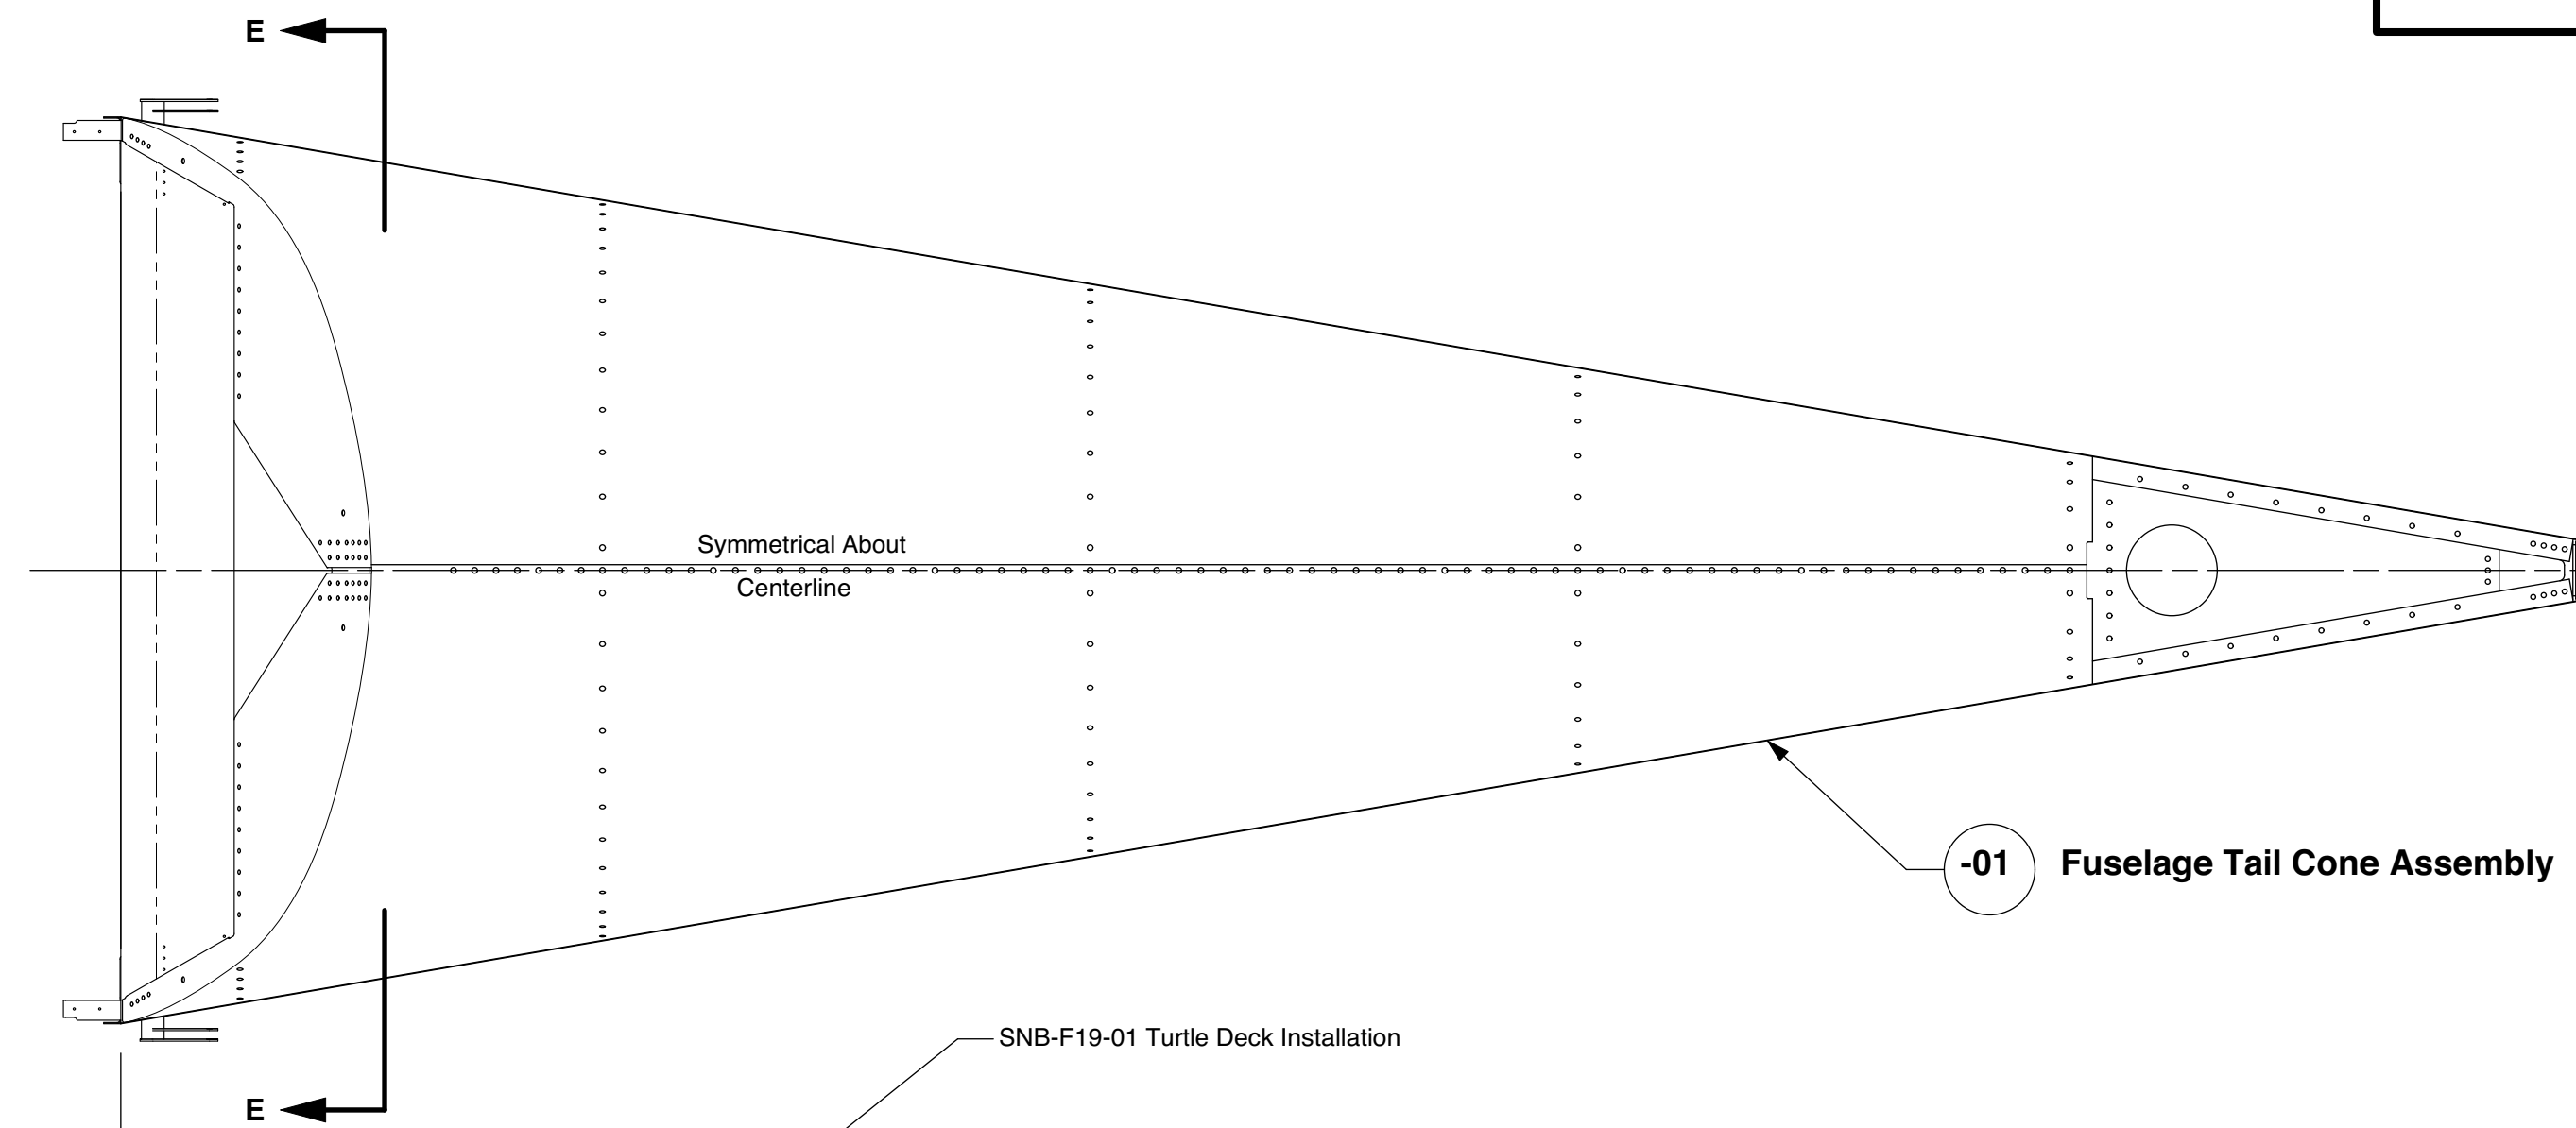 E
Symmetrical About
Centerline
-01 Fuselage Tail Cone Assembly
SNB-F19-01 Turtle Deck Installation
E